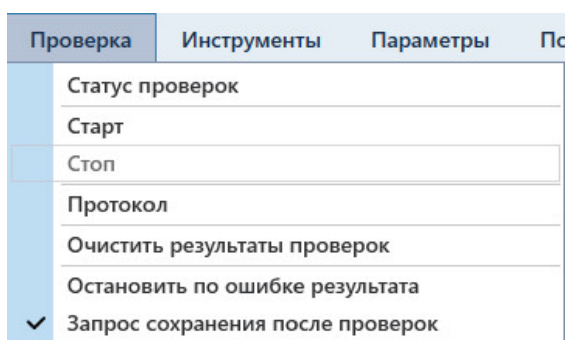 Проверка Инструменты Параметры
Статус проверок
Старт
Стоп
Протокол
Очистить результаты проверок
Остановить по ошибке результата
Запрос сохранения после проверок